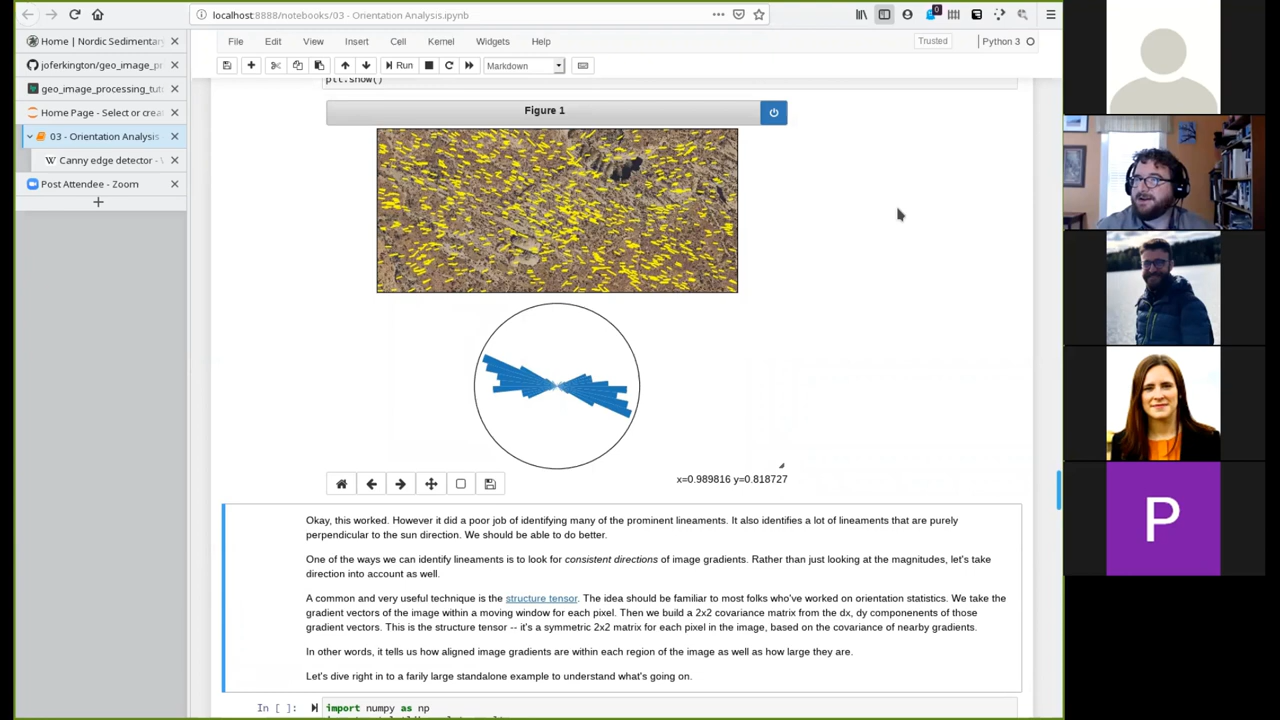 localhost:8888/notebooks/03 - Orientation Analysis.ipynb
Home | Nordic Sedimentary
joferkington/geo_image_pr
geo_image_processing_tuto
Home Page - Select or creat
03 - Orientation Analysis
Canny edge detector -
Post Attendee - Zoom
File Edit View Insert Cell Kernel Widgets Help
Trusted Python 3
Run Markdown
plt.show()
Figure 1
x=0.989816 y=0.818727
Okay, this worked. However it did a poor job of identifying many of the prominent lineaments. It also identifies a lot of lineaments that are purely
perpendicular to the sun direction. We should be able to do better.
One of the ways we can identify lineaments is to look for consistent directions of image gradients. Rather than just looking at the magnitudes, let's take
direction into account as well.
A common and very useful technique is the structure tensor. The idea should be familiar to most folks who've worked on orientation statistics. We take the
gradient vectors of the image within a moving window for each pixel. Then we build a 2x2 covariance matrix from the dx, dy components of those
gradient vectors. This is the structure tensor -- it's a symmetric 2x2 matrix for each pixel in the image, based on the covariance of nearby gradients.
In other words, it tells us how aligned image gradients are within each region of the image as well as how large they are.
Let's dive right in to a farily large standalone example to understand what's going on.
In [ ]: import numpy as np
P